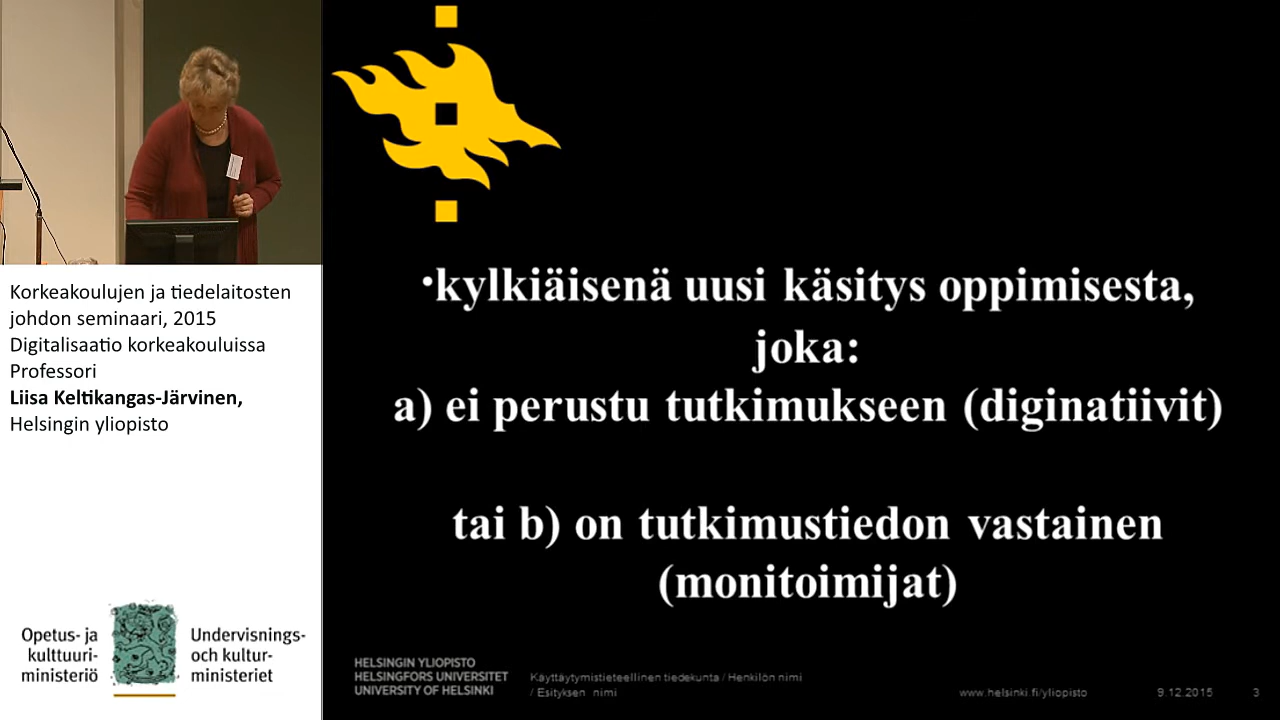 Korkeakoulujen ja tiedelaitosten
johdon seminaari, 2015
Digitalisaatio korkeakouluissa
Professori
Liisa Keltikangas-Järvinen,
Helsingin yliopisto
Opetus- ja
kulttuuri-
ministeriö
Undervisnings-
och kultur-
ministeriet
•kylkiäisenä uusi käsitys oppimisesta,
joka:
a) ei perustu tutkimukseen (diginatiivit)
tai b) on tutkimustiedon vastainen
(monitoimijat)
HELSINGIN YLIOPISTO
HELSINGFORS UNIVERSITET
UNIVERSITY OF HELSINKI
Käyttäytymistieteellinen tiedekunta / Henkilön nimi
/ Esityksen nimi
www.helsinki.fi/yliopisto
9.12.2015
3